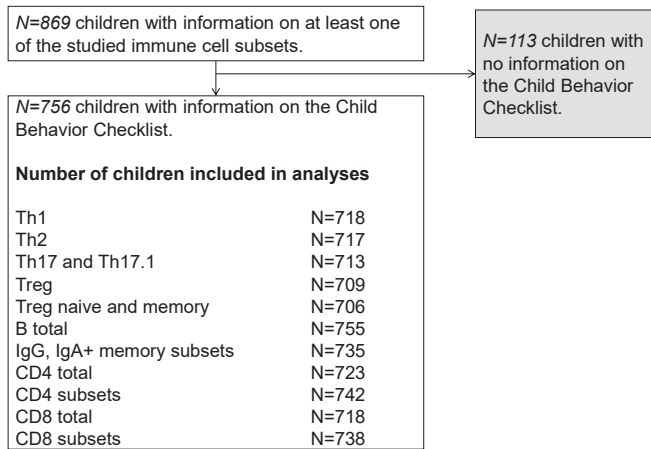 N=869 children with information on at least one
of the studied immune cell subsets.
N=113 children with
no information on
the Child Behavior
Checklist.
N=756 children with information on the Child
Behavior Checklist.
Number of children included in analyses
Th1 N=718
Th2 N=717
Th17 and Th17.1 N=713
Treg N=709
Treg naive and memory N=706
B total N=755
IgG, IgA+ memory subsets N=735
CD4 total N=723
CD4 subsets N=742
CD8 total N=718
CD8 subsets N=738